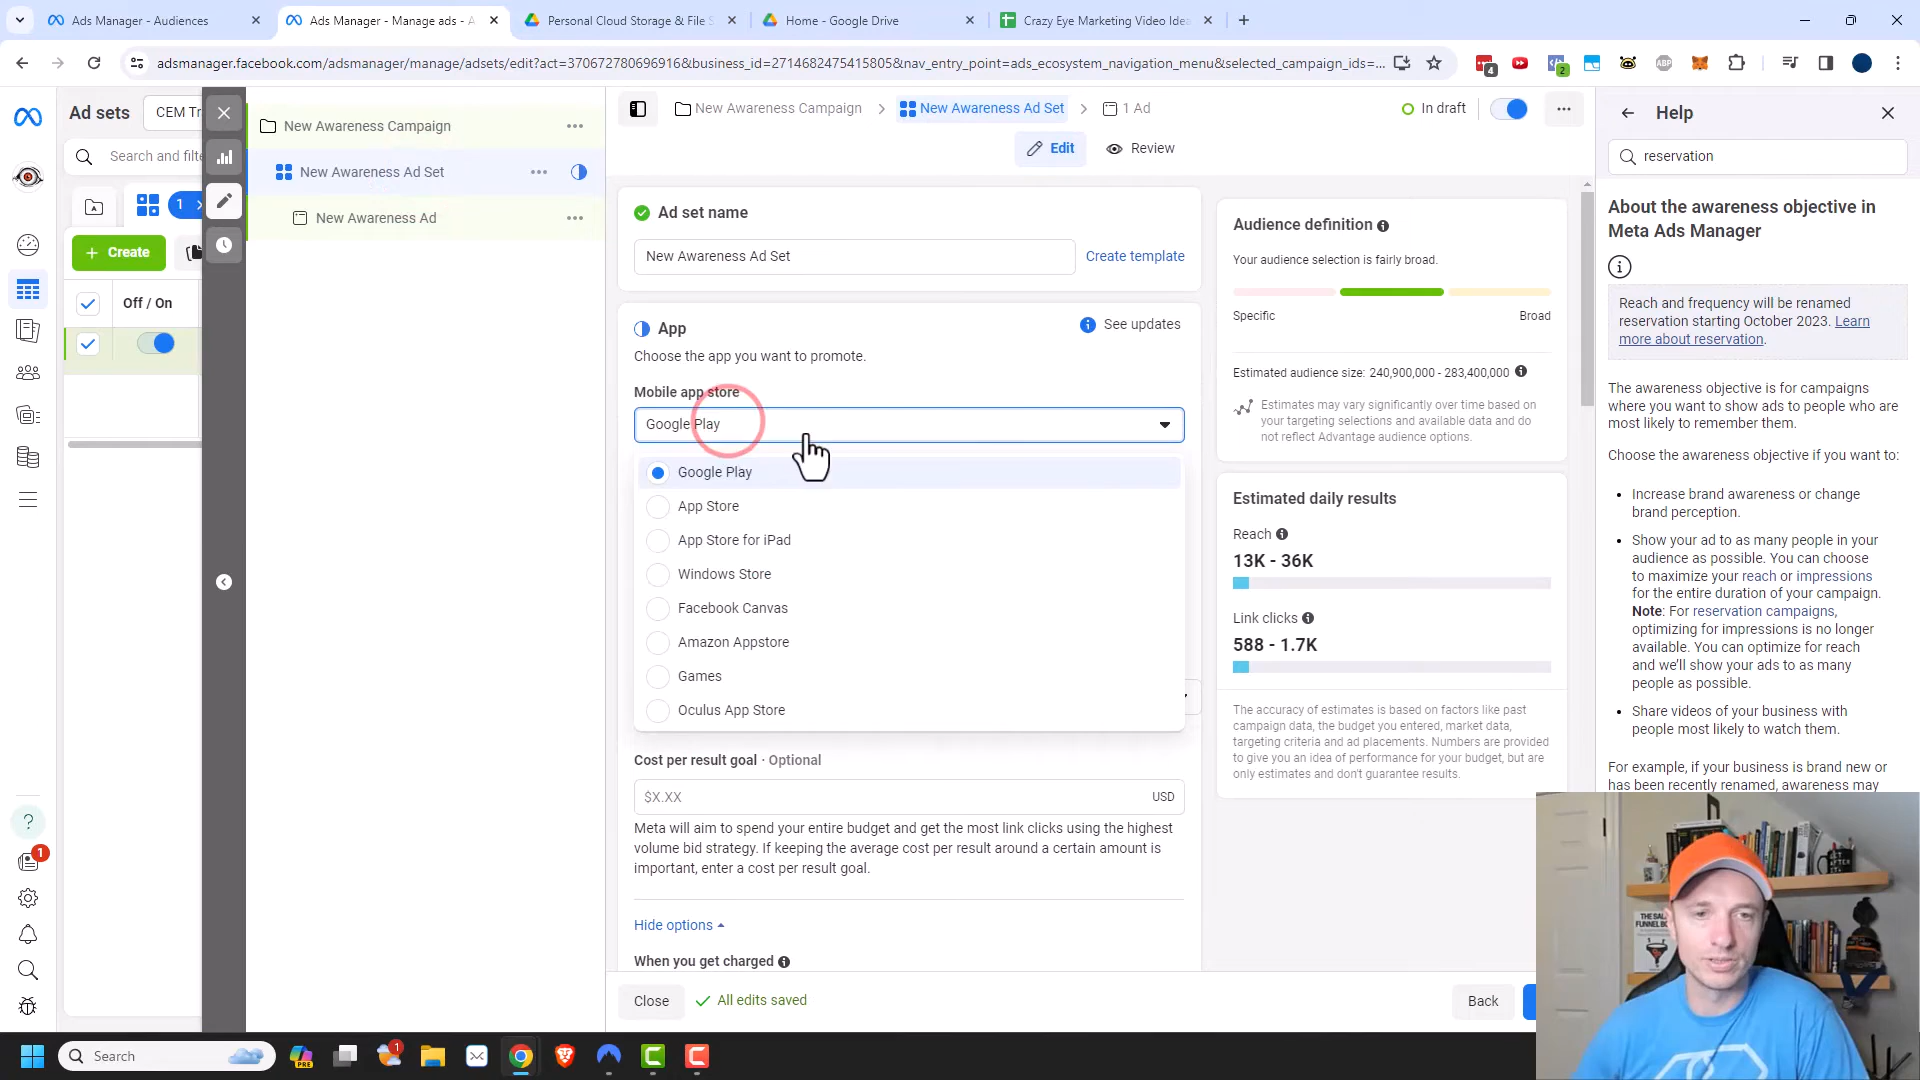 Ads Manager - Audiences
Ads Manager - Manage ads - A
Personal Cloud Storage & File S
Home - Google Drive
Crazy Eye Marketing Video Idea
adsmanager.facebook.com/adsmanager/manage/adsets/edit?act=3706727806969916&business_id=2714682475415805&nav_entry_point=ads_ecosystem_navigation_menu&selected_campaign_ids=...
4
2
Ad sets
CEM Tr
Search and filte
1
Create
Off / On
New Awareness Campaign
New Awareness Ad Set
New Awareness Ad
New Awareness Campaign
New Awareness Ad Set
1 Ad
In draft
Edit
Review
Ad set name
New Awareness Ad Set
Create template
App
See updates
Choose the app you want to promote.
Mobile app store
Google Play
Google Play
App Store
App Store for iPad
Windows Store
Facebook Canvas
Amazon Appstore
Games
Oculus App Store
Cost per result goal · Optional
$X.XX
USD
Meta will aim to spend your entire budget and get the most link clicks using the highest
volume bid strategy. If keeping the average cost per result around a certain amount is
important, enter a cost per result goal.
Hide options
When you get charged
Close
All edits saved
Back
Audience definition
Your audience selection is fairly broad.
Specific
Broad
Estimated audience size: 240,900,000 - 283,400,000
Estimates may vary significantly over time based on
your targeting selections and available data and do
not reflect Advantage audience options.
Estimated daily results
Reach
13K - 36K
Link clicks
588 - 1.7K
The accuracy of estimates is based on factors like past
campaign data, the budget you entered, market data,
targeting criteria and ad placements. Numbers are provided
to give you an idea of performance for your budget, but are
only estimates and don't guarantee results.
Help
reservation
About the awareness objective in
Meta Ads Manager
Reach and frequency will be renamed
reservation starting October 2023. Learn
more about reservation.
The awareness objective is for campaigns
where you want to show ads to people who are
most likely to remember them.
Choose the awareness objective if you want to:
Increase brand awareness or change
brand perception.
Show your ad to as many people in your
audience as possible. You can choose
to maximize your reach or impressions
for the entire duration of your campaign.
Note: For reservation campaigns,
optimizing for impressions is no longer
available. You can optimize for reach
and we'll show your ads to as many
people as possible.
Share videos of your business with
people most likely to watch them.
For example, if your business is brand new or
has been recently renamed, awareness may
1
Search
PRE
1